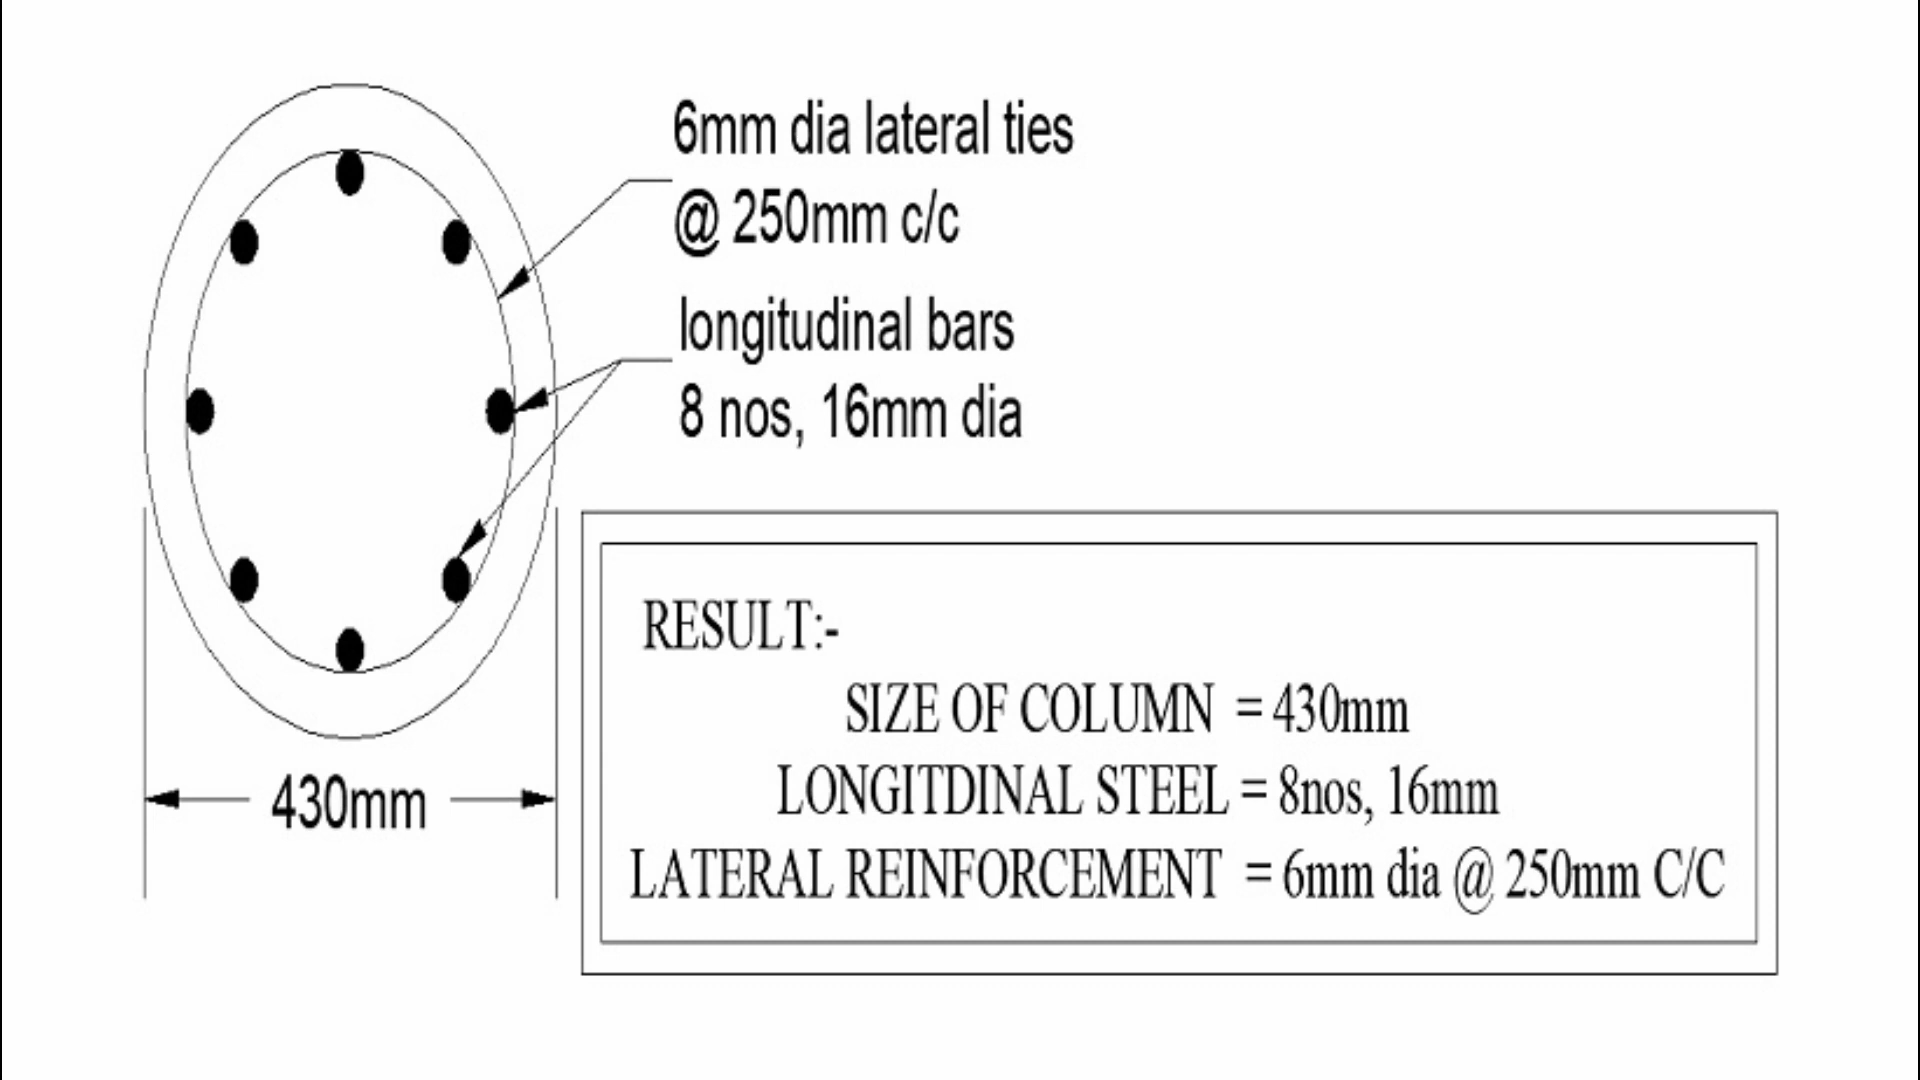 6mm dia lateral ties
@ 250mm c/c
longitudinal bars
8 nos, 16mm dia
430mm
RESULT:-
SIZE OF COLUMN = 430mm
LONGITDINAL STEEL = 8nos, 16mm
LATERAL REINFORCEMENT = 6mm dia @ 250mm C/C